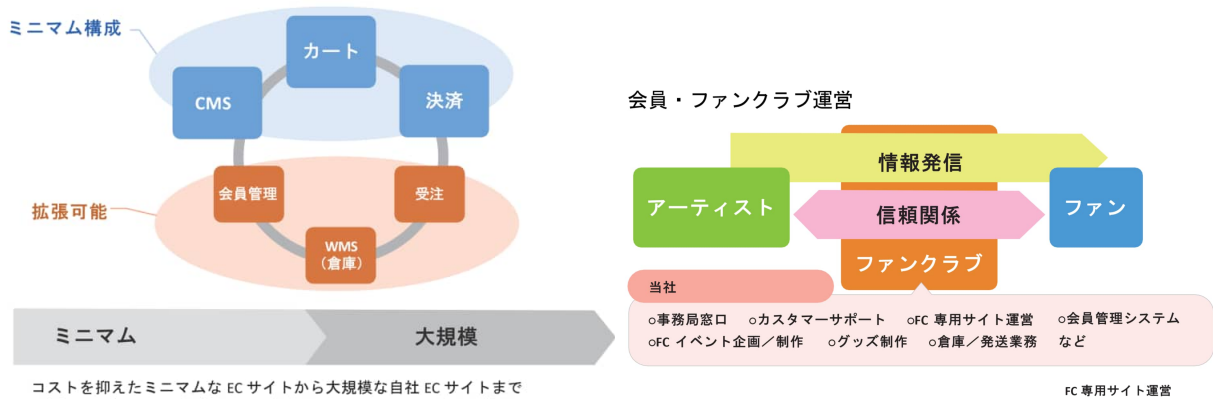 ミニマム構成
カート
CMS
決済
拡張可能
会員管理
受注
WMS
(倉庫)
ミニマム
大規模
コストを抑えたミニマムな EC サイトから大規模な自社 EC サイトまで
会員・ファンクラブ運営
情報発信
アーティスト
信頼関係
ファン
ファンクラブ
当社
○事務局窓口 ○カスタマーサポート ○FC 専用サイト運営 ○会員管理システム
○FC イベント企画／制作 ○グッズ制作 ○倉庫／発送業務 など
FC 専用サイト運営